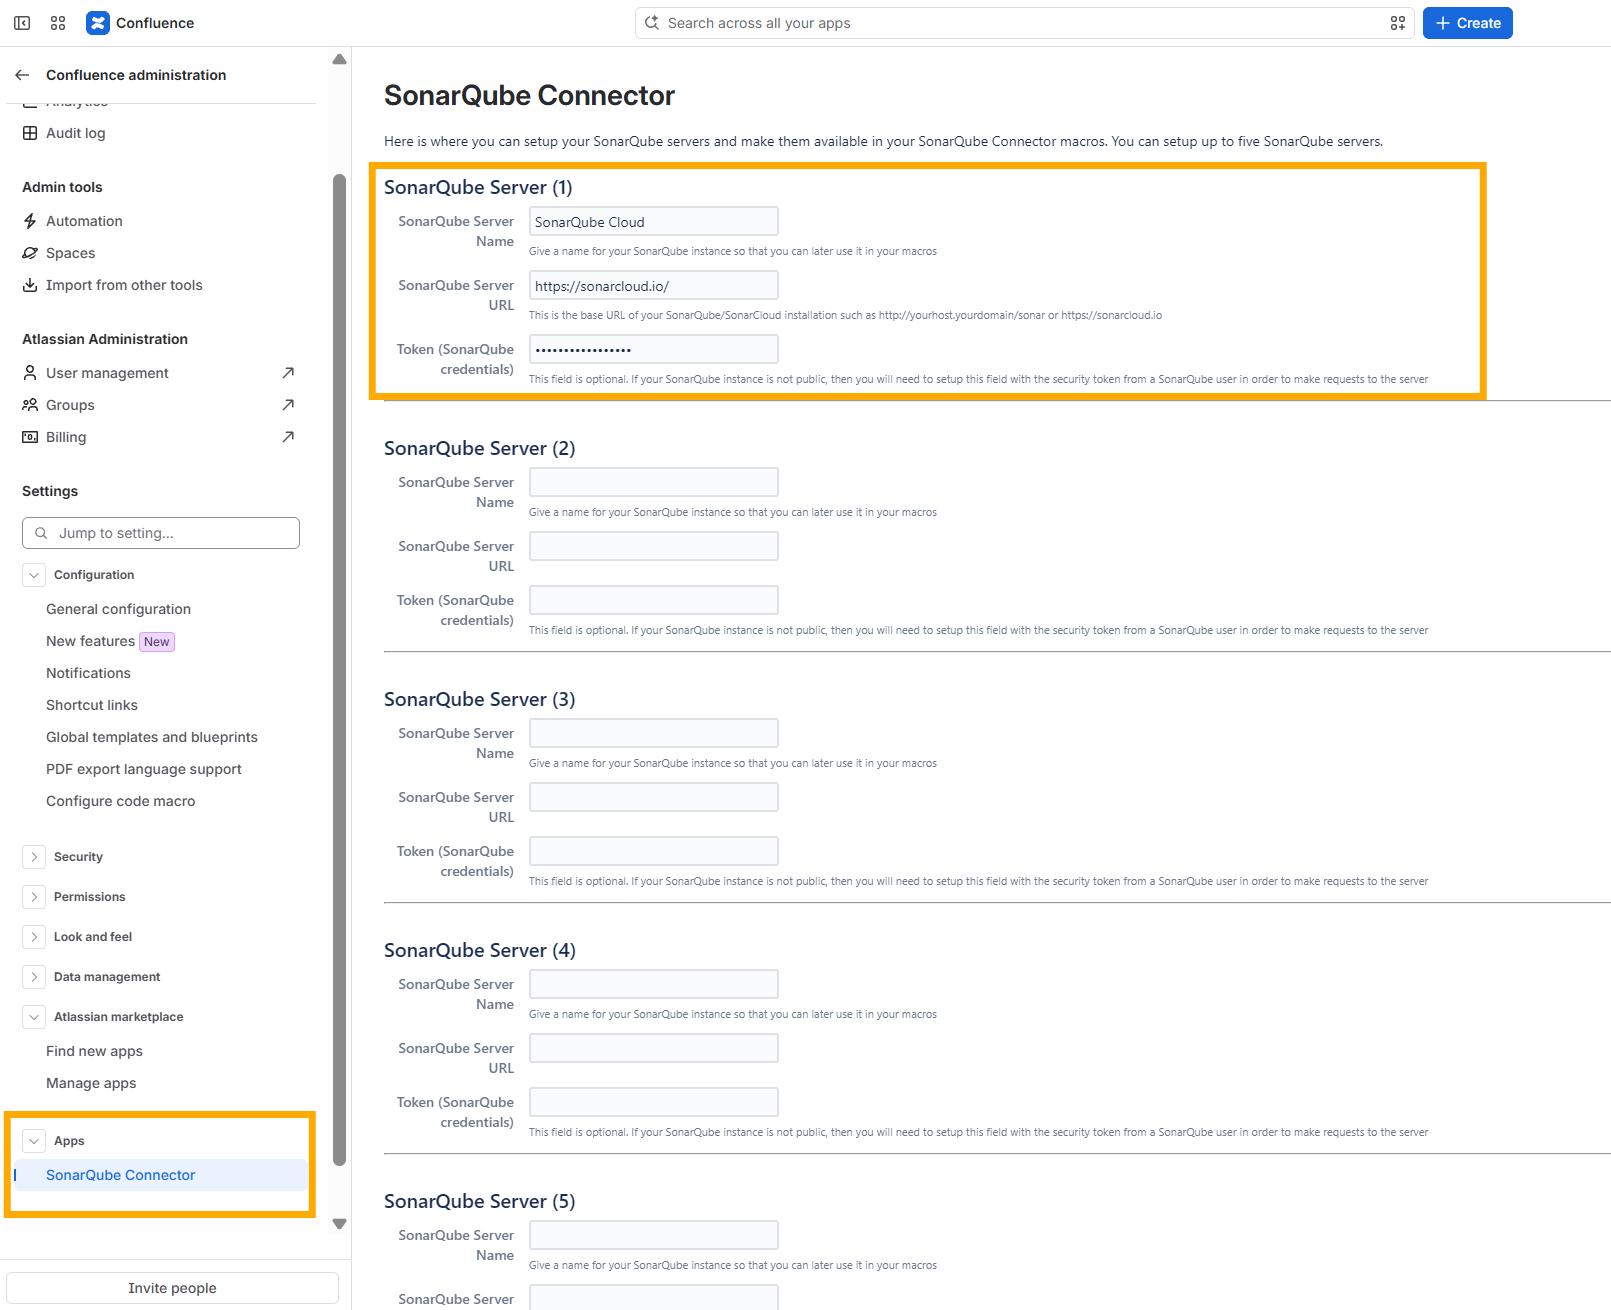 Confluence
Search across all your apps
Create
Confluence administration
Analytics
Audit log
Admin tools
Automation
Spaces
Import from other tools
Atlassian Administration
User management
Groups
Billing
Settings
Jump to setting...
Configuration
General configuration
New features New
Notifications
Shortcut links
Global templates and blueprints
PDF export language support
Configure code macro
Security
Permissions
Look and feel
Data management
Atlassian marketplace
Find new apps
Manage apps
Apps
SonarQube Connector
Invite people
SonarQube Connector
Here is where you can setup your SonarQube servers and make them available in your SonarQube Connector macros. You can setup up to five SonarQube servers.
SonarQube Server (1)
SonarQube Server
Name
SonarQube Cloud
Give a name for your SonarQube instance so that you can later use it in your macros
SonarQube Server
URL
https://sonarcloud.io/
This is the base URL of your SonarQube/SonarCloud installation such as http://yourhost.yourdomain/sonar or https://sonarcloud.io
Token (SonarQube
credentials)
•••••••••••••••••
This field is optional. If your SonarQube instance is not public, then you will need to setup this field with the security token from a SonarQube user in order to make requests to the server
SonarQube Server (2)
SonarQube Server
Name
Give a name for your SonarQube instance so that you can later use it in your macros
SonarQube Server
URL
Token (SonarQube
credentials)
This field is optional. If your SonarQube instance is not public, then you will need to setup this field with the security token from a SonarQube user in order to make requests to the server
SonarQube Server (3)
SonarQube Server
Name
Give a name for your SonarQube instance so that you can later use it in your macros
SonarQube Server
URL
Token (SonarQube
credentials)
This field is optional. If your SonarQube instance is not public, then you will need to setup this field with the security token from a SonarQube user in order to make requests to the server
SonarQube Server (4)
SonarQube Server
Name
Give a name for your SonarQube instance so that you can later use it in your macros
SonarQube Server
URL
Token (SonarQube
credentials)
This field is optional. If your SonarQube instance is not public, then you will need to setup this field with the security token from a SonarQube user in order to make requests to the server
SonarQube Server (5)
SonarQube Server
Name
Give a name for your SonarQube instance so that you can later use it in your macros
SonarQube Server